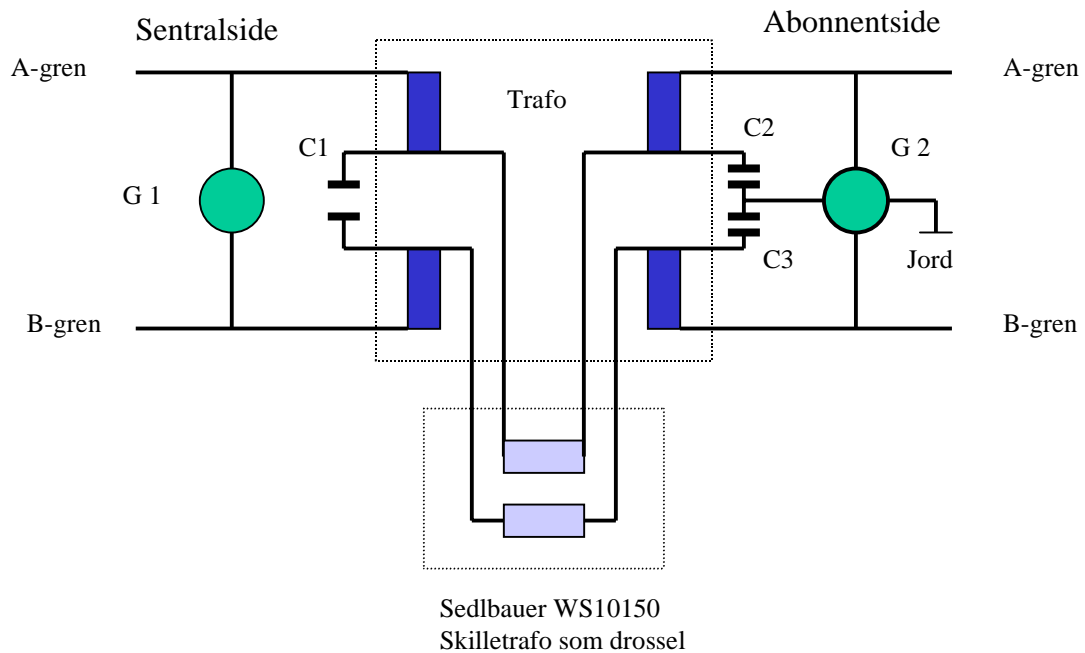 Sentralside
Abonnentside
A-gren
A-gren
Trafo
C1
C2
G 1
G 2
C3
Jord
B-gren
B-gren
Sedlbauer WS10150
Skilletrafo som drossel